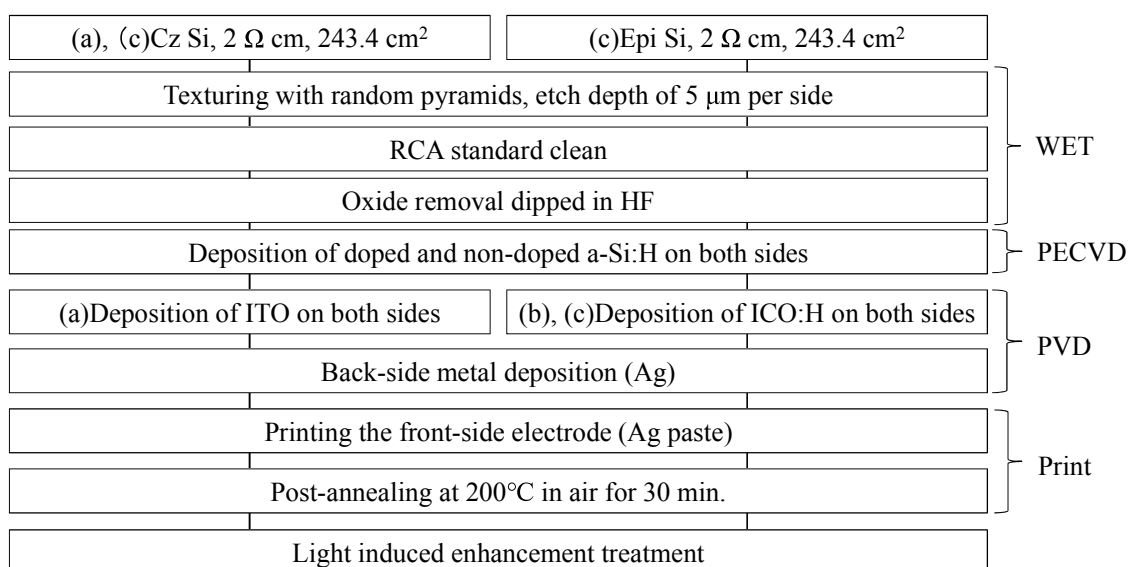 (a), (c)Cz Si, 2 Ω cm, 243.4 cm²
(c)Epi Si, 2 Ω cm, 243.4 cm²
Texturing with random pyramids, etch depth of 5 μm per side
RCA standard clean
Oxide removal dipped in HF
WET
Deposition of doped and non-doped a-Si:H on both sides
PECVD
(a)Deposition of ITO on both sides
(b), (c)Deposition of ICO:H on both sides
Back-side metal deposition (Ag)
PVD
Printing the front-side electrode (Ag paste)
Post-annealing at 200℃ in air for 30 min.
Print
Light induced enhancement treatment